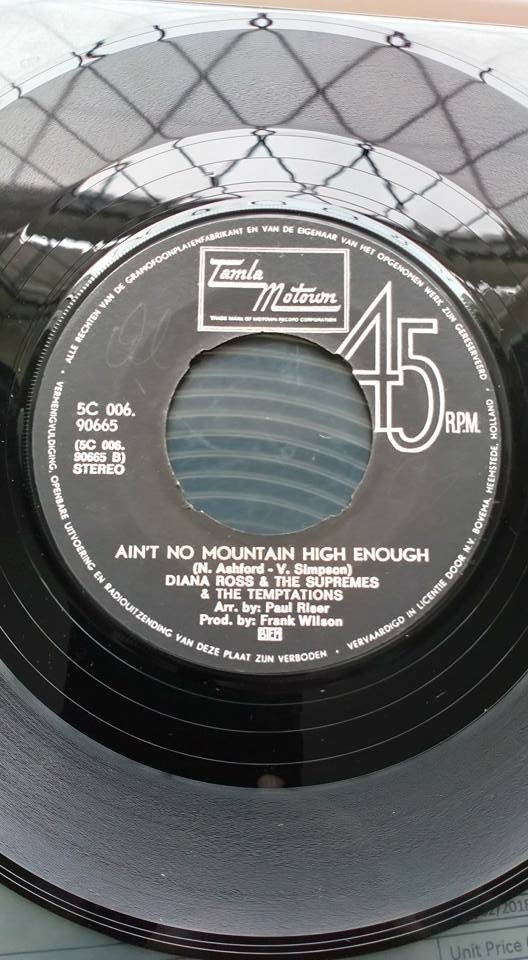 ALLE RECHTEN VAN DE GRAMOFOONPLATENFABRIKANT EN VAN DE EIGENAAR VAN HET OPGENOMEN WERK ZIJN GERESERVEERD
Tamla
Motown
TRADE MARK OF MOTOWN RECORD CORPORATION
45
R.P.M.
5C 006.
90665
(5C 006.
90665 B)
STEREO
AIN'T NO MOUNTAIN HIGH ENOUGH
(N. Ashford - V. Simpson)
DIANA ROSS & THE SUPREMES
& THE TEMPTATIONS
Arr. by: Paul Riser
Prod. by: Frank Wilson
BIEM
VERMENIGVULDIGING, OPENBARE UITVOERING EN RADIOUITZENDING VAN DEZE PLAAT ZIJN VERBODEN · VERVAARDIGD IN LICENTIE DOOR N.V. BOVEMA, HEEMSTEDE, HOLLAND
2/2018
Unit Price